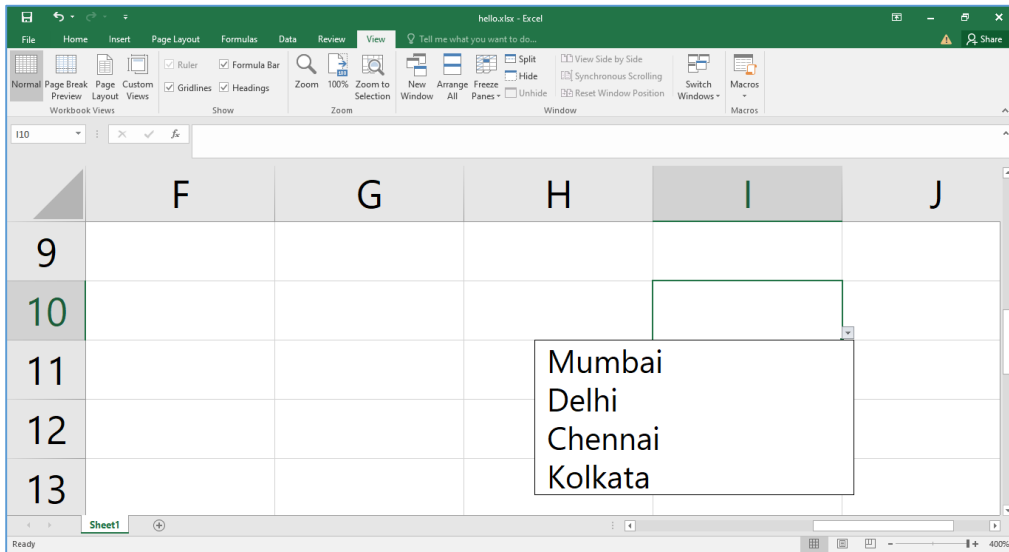 hello.xlsx - Excel
File Home Insert Page Layout Formulas Data Review View Tell me what you want to do... Share
Normal Page Break Preview Page Layout Custom Views
Workbook Views
Ruler Formula Bar
Gridlines Headings
Show
Zoom 100% Zoom to Selection
Zoom
New Window Arrange All Freeze Panes
Split
Hide
Unhide
View Side by Side
Synchronous Scrolling
Reset Window Position
Window
Switch Windows
Macros
Macros
I10 fx
F G H I J
9
10
11
12
13
Mumbai
Delhi
Chennai
Kolkata
Sheet1
Ready 400%